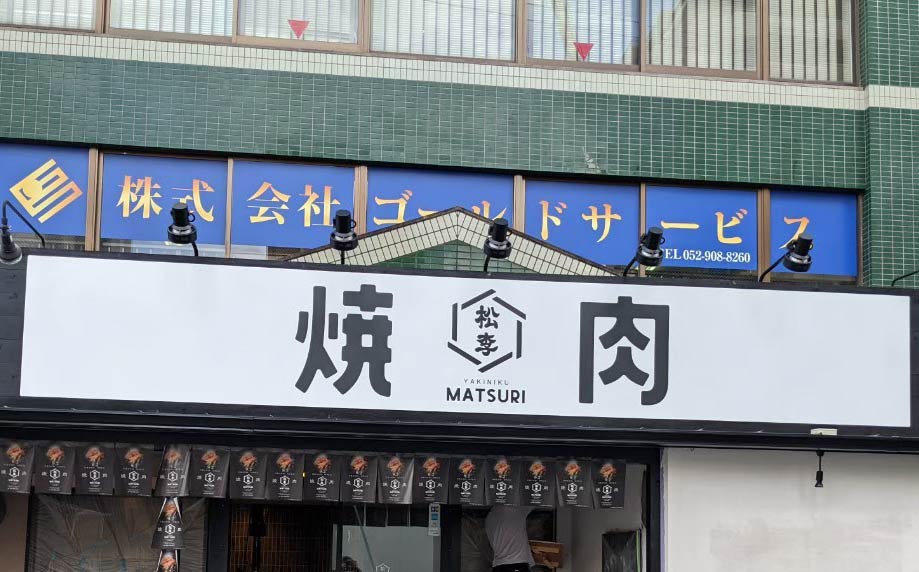 株式会社ゴールドサービス
TEL 052-908-8260
焼肉
松李
YAKINIKU
MATSURI